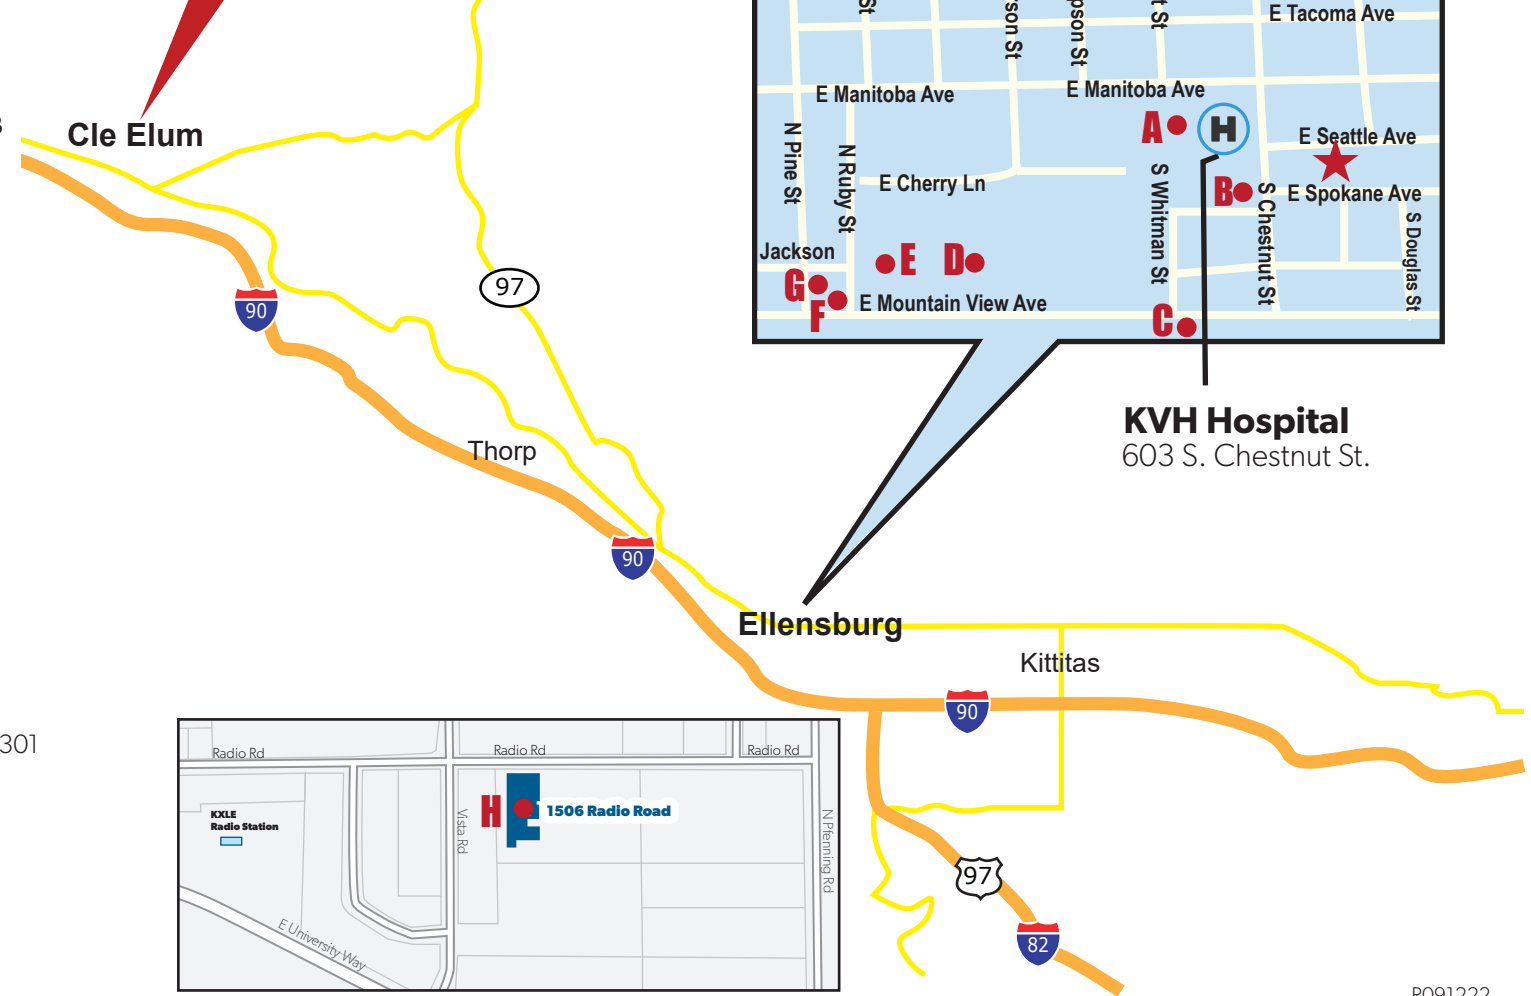 E Tacoma Ave
St
St
E Manitoba Ave
E Manitoba Ave
A
H
E Seattle Ave
N Pine St
N Ruby St
E Cherry Ln
S Whitman St
B
S Chestnut St
E Spokane Ave
S Douglas St
Jackson
G
E
D
F
E Mountain View Ave
C
Cle Elum
97
90
KVH Hospital
603 S. Chestnut St.
Thorp
90
Ellensburg
Kittitas
90
301
Radio Rd
Radio Rd
Radio Rd
KXLE
Radio Station
Vista Rd
H
1506 Radio Road
N Pfenning Rd
E University Way
97
82
R091222